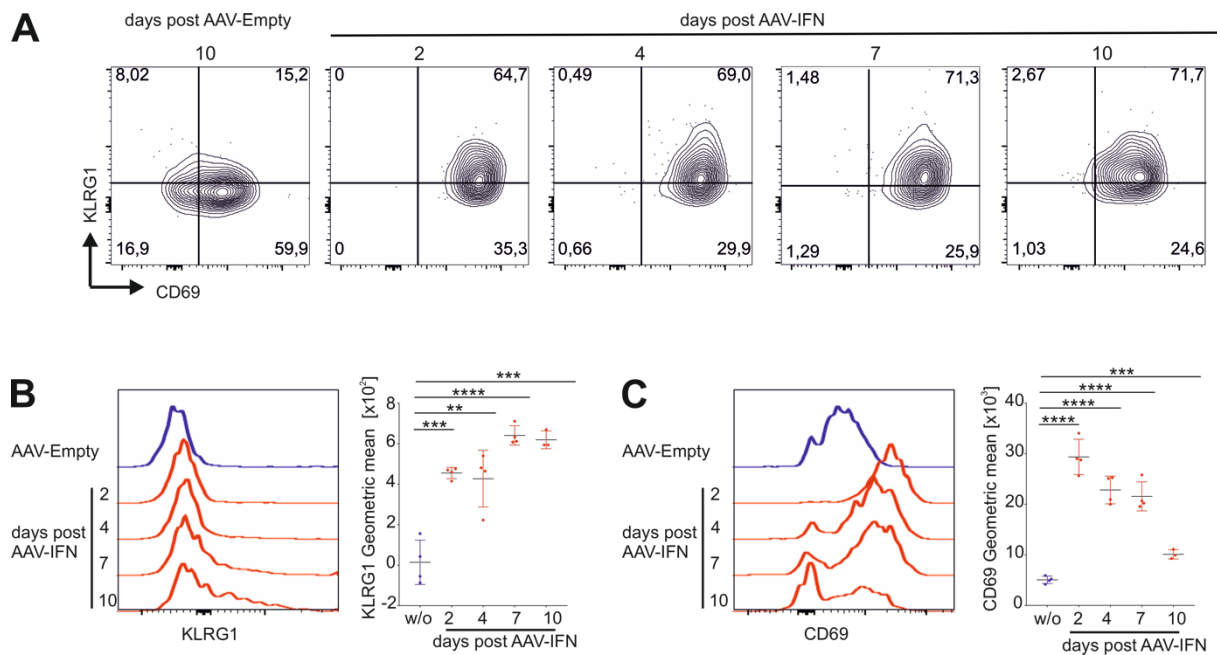 A
days post AAV-Empty
days post AAV-IFN
10
2
4
7
10
8,02 15,2
0 64,7
0,49 69,0
1,48 71,3
2,67 71,7
KLRG1
16,9 59,9
0 35,3
0,66 29,9
1,29 25,9
1,03 24,6
CD69
B
AAV-Empty
days post
AAV-IFN
2
4
7
10
KLRG1
KLRG1 Geometric mean [x10²]
8
6
4
2
0
−2
***
****
**
***
w/o 2 4 7 10
days post AAV-IFN
C
AAV-Empty
days post
AAV-IFN
2
4
7
10
CD69
CD69 Geometric mean [x10³]
40
30
20
10
0
***
****
****
****
w/o 2 4 7 10
days post AAV-IFN